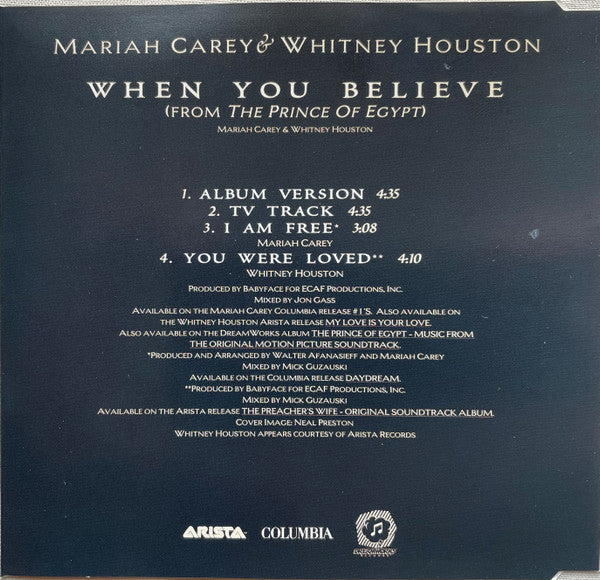 MARIAH CAREY & WHITNEY HOUSTON
WHEN YOU BELIEVE
(FROM THE PRINCE OF EGYPT)
MARIAH CAREY & WHITNEY HOUSTON
1. ALBUM VERSION 4:35
2. TV TRACK 4:35
3. I AM FREE* 3:08
MARIAH CAREY
4. YOU WERE LOVED** 4:10
WHITNEY HOUSTON
PRODUCED BY BABYFACE FOR ECAF PRODUCTIONS, INC.
MIXED BY JON GASS
AVAILABLE ON THE MARIAH CAREY COLUMBIA RELEASE #1'S. ALSO AVAILABLE ON
THE WHITNEY HOUSTON ARISTA RELEASE MY LOVE IS YOUR LOVE.
ALSO AVAILABLE ON THE DREAMWORKS ALBUM THE PRINCE OF EGYPT - MUSIC FROM
THE ORIGINAL MOTION PICTURE SOUNDTRACK.
*PRODUCED AND ARRANGED BY WALTER AFANASIEFF AND MARIAH CAREY
MIXED BY MICK GUZAUSKI
AVAILABLE ON THE COLUMBIA RELEASE DAYDREAM.
**PRODUCED BY BABYFACE FOR ECAF PRODUCTIONS, INC.
MIXED BY MICK GUZAUSKI
AVAILABLE ON THE ARISTA RELEASE THE PREACHER'S WIFE - ORIGINAL SOUNDTRACK ALBUM.
COVER IMAGE: NEAL PRESTON
WHITNEY HOUSTON APPEARS COURTESY OF ARISTA RECORDS
ARISTA COLUMBIA DREAMWORKS
RECORDS